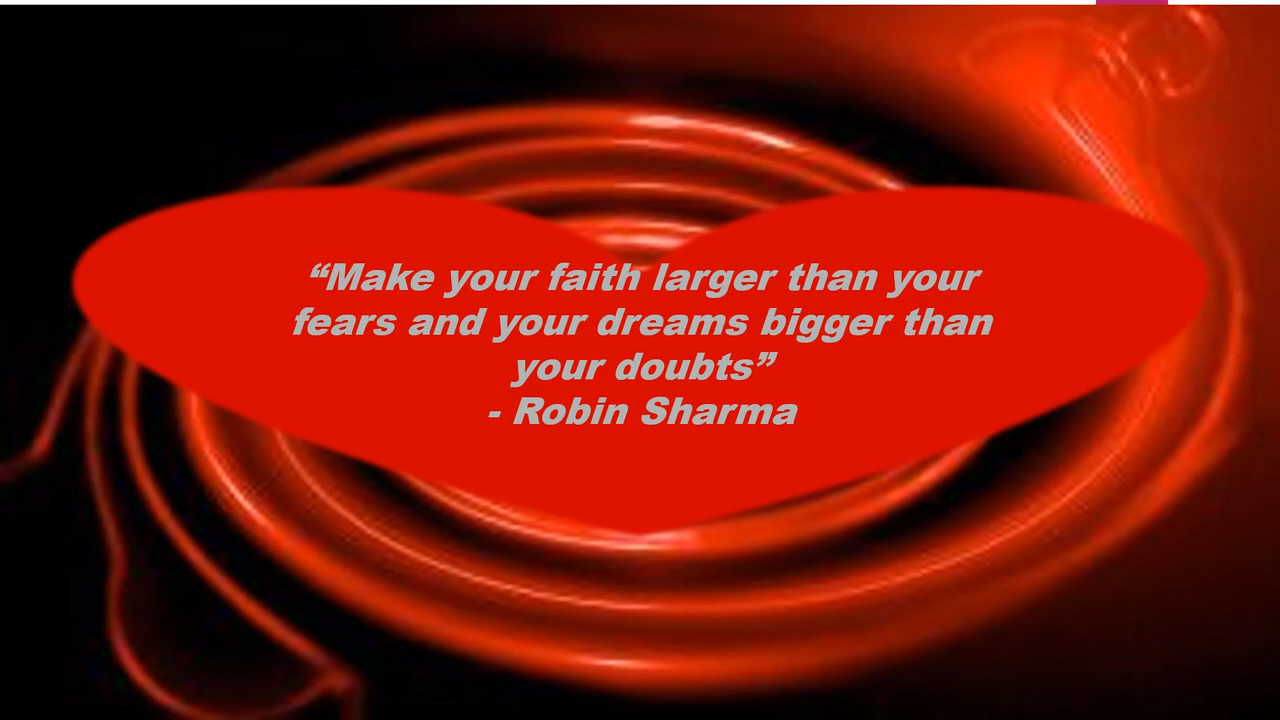 “Make your faith larger than your
fears and your dreams bigger than
your doubts”
- Robin Sharma